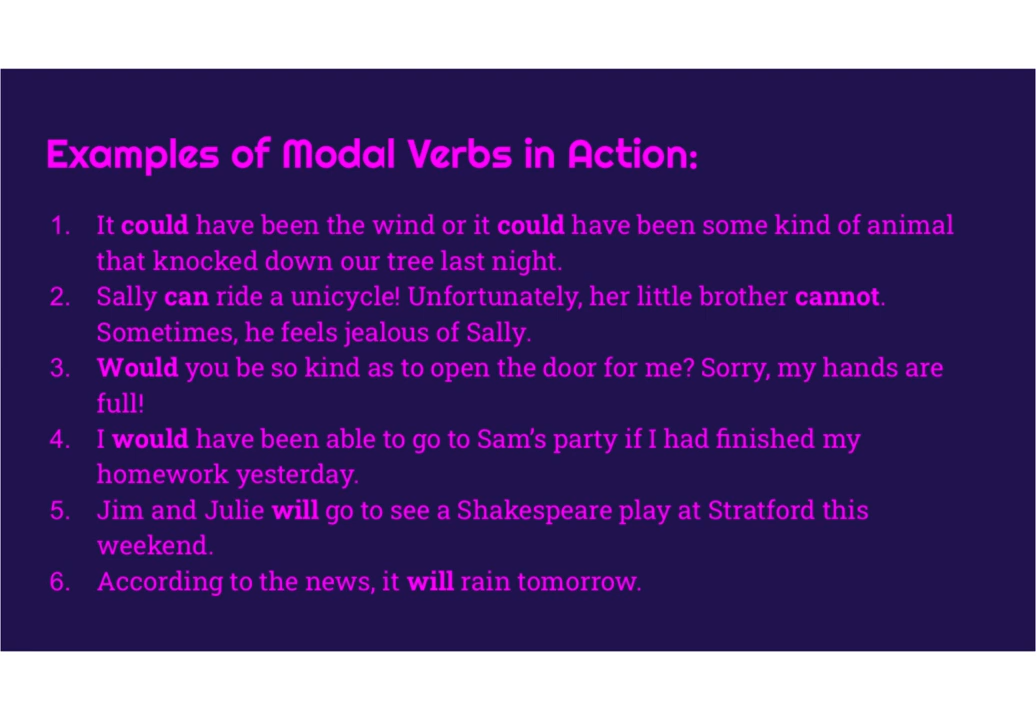 Examples of Modal Verbs in Action:
1. It could have been the wind or it could have been some kind of animal
that knocked down our tree last night.
2. Sally can ride a unicycle! Unfortunately, her little brother cannot.
Sometimes, he feels jealous of Sally.
3. Would you be so kind as to open the door for me? Sorry, my hands are
full!
4. I would have been able to go to Sam's party if I had finished my
homework yesterday.
5. Jim and Julie will go to see a Shakespeare play at Stratford this
weekend.
6. According to the news, it will rain tomorrow.